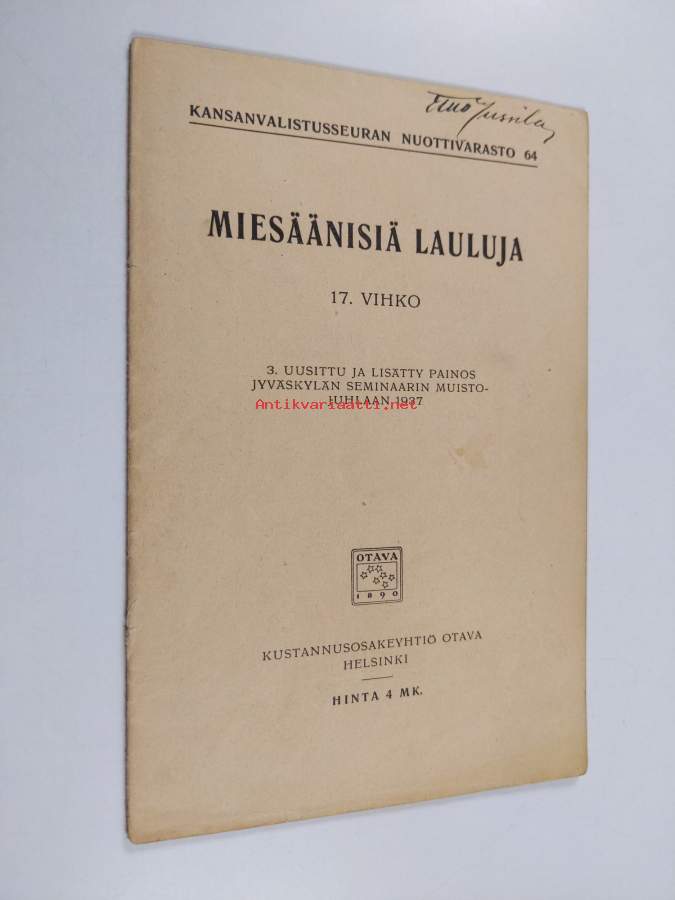 KANSANVALISTUSSEURAN NUOTTIVARASTO 64
MIESÄÄNISIÄ LAULUJA
17. VIHKO
3. UUSITTU JA LISÄTTY PAINOS
JYVÄSKYLÄN SEMINAARIN MUISTO-
JUHLAAN 1937
Antikvariaatti.net
OTAVA
1890
KUSTANNUSOSAKEYHTIÖ OTAVA
HELSINKI
HINTA 4 MK.